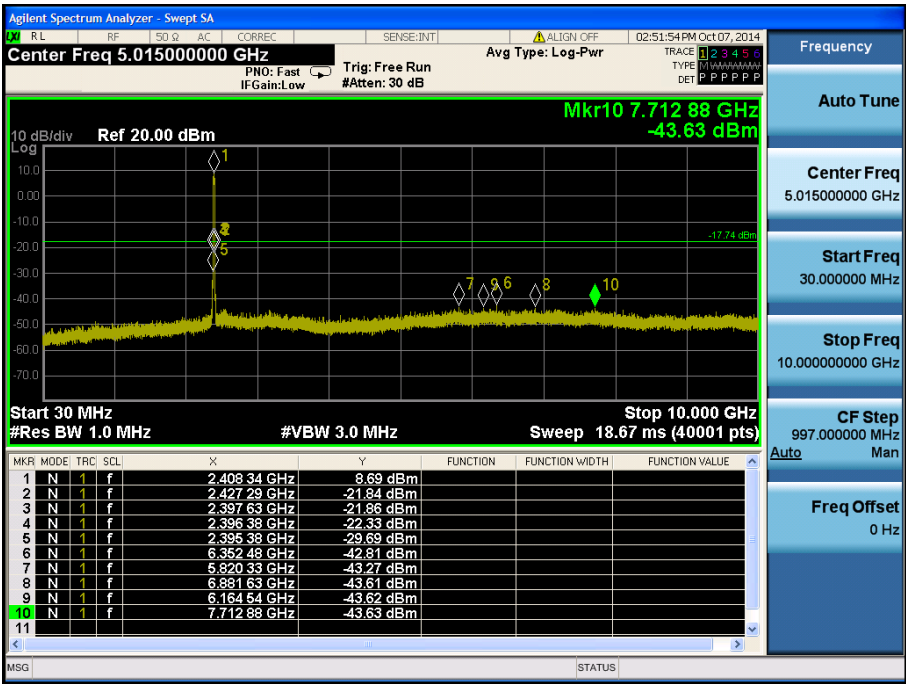 Agilent Spectrum Analyzer - Swept SA
LXI RL RF 50 Ω AC CORREC SENSE:INT ALIGN OFF 02:51:54 PM Oct 07, 2014
Center Freq 5.015000000 GHz
PNO: Fast
IFGain:Low
Trig: Free Run
#Atten: 30 dB
Avg Type: Log-Pwr
TRACE 1 2 3 4 5 6
TYPE M WWWWW
DET P P P P P P
Mkr10 7.712 88 GHz
-43.63 dBm
10 dB/div Ref 20.00 dBm
Log
10.0
0.00
-10.0
-20.0
-30.0
-40.0
-50.0
-60.0
-70.0
1
5
-17.74 dBm
7 9 6 8 10
Start 30 MHz Stop 10.000 GHz
#Res BW 1.0 MHz #VBW 3.0 MHz Sweep 18.67 ms (40001 pts)
MKR MODE TRC SCL X Y FUNCTION FUNCTION WIDTH FUNCTION VALUE
1 N 1 f 2.408 34 GHz 8.69 dBm
2 N 1 f 2.427 29 GHz -21.84 dBm
3 N 1 f 2.397 63 GHz -21.86 dBm
4 N 1 f 2.396 38 GHz -22.33 dBm
5 N 1 f 2.395 38 GHz -29.69 dBm
6 N 1 f 6.352 48 GHz -42.81 dBm
7 N 1 f 5.820 33 GHz -43.27 dBm
8 N 1 f 6.881 63 GHz -43.61 dBm
9 N 1 f 6.164 54 GHz -43.62 dBm
10 N 1 f 7.712 88 GHz -43.63 dBm
11
MSG STATUS
Frequency
Auto Tune
Center Freq
5.015000000 GHz
Start Freq
30.000000 MHz
Stop Freq
10.000000000 GHz
CF Step
997.000000 MHz
Auto Man
Freq Offset
0 Hz